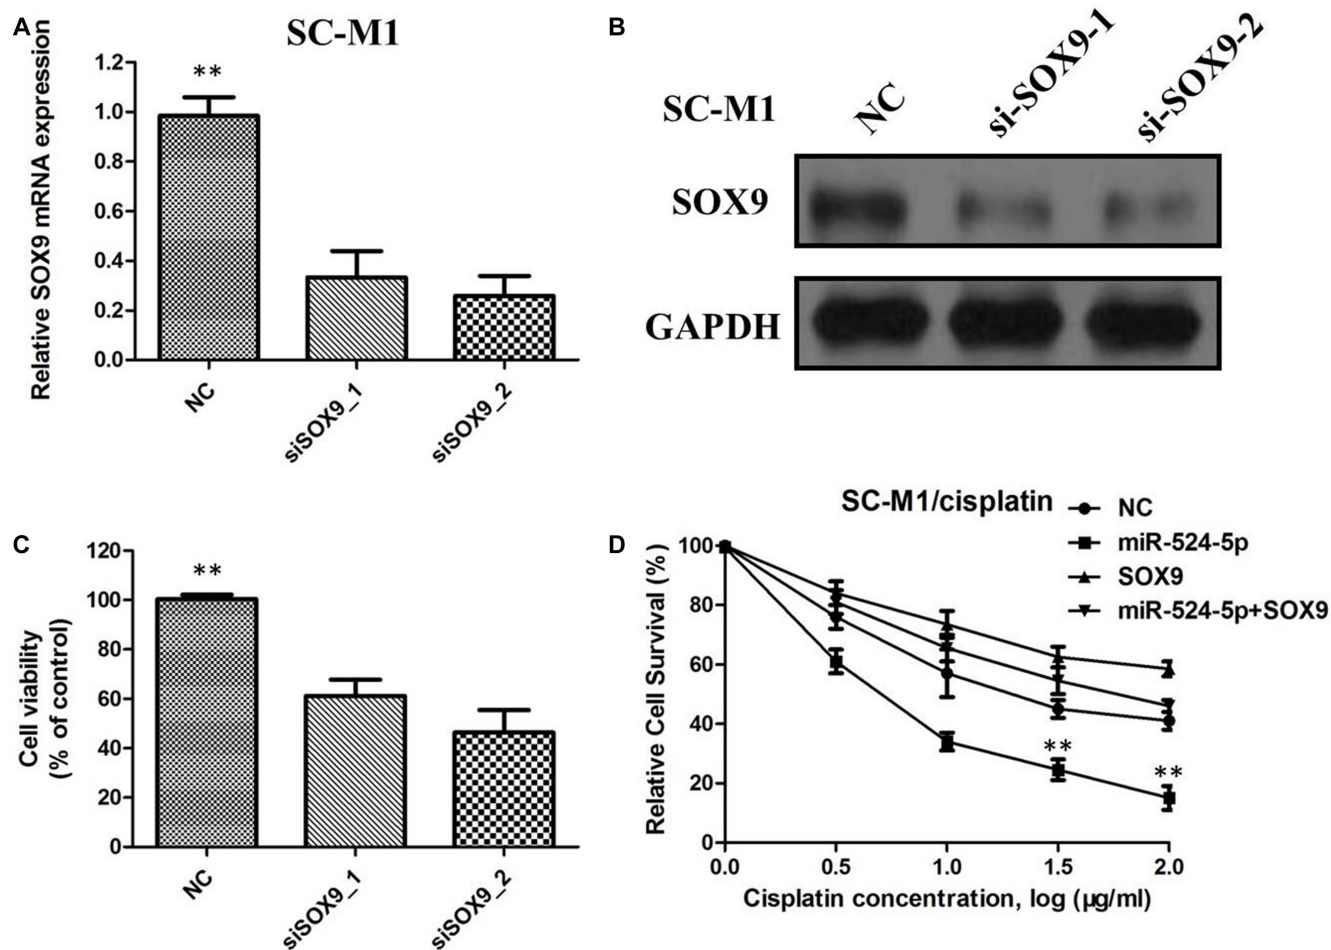 A
SC-M1
Relative SOX9 mRNA expression
1.2
1.0
0.8
0.6
0.4
0.2
0.0
**
NC
siSOX9_1
siSOX9_2
B
SC-M1
NC
si-SOX9-1
si-SOX9-2
SOX9
GAPDH
C
Cell viability
(% of control)
120
100
80
60
40
20
0
**
NC
siSOX9_1
siSOX9_2
D
SC-M1/cisplatin
NC
miR-524-5p
SOX9
miR-524-5p+SOX9
Relative Cell Survival (%)
100
80
60
40
20
0
**
**
0.0
0.5
1.0
1.5
2.0
Cisplatin concentration, log (µg/ml)